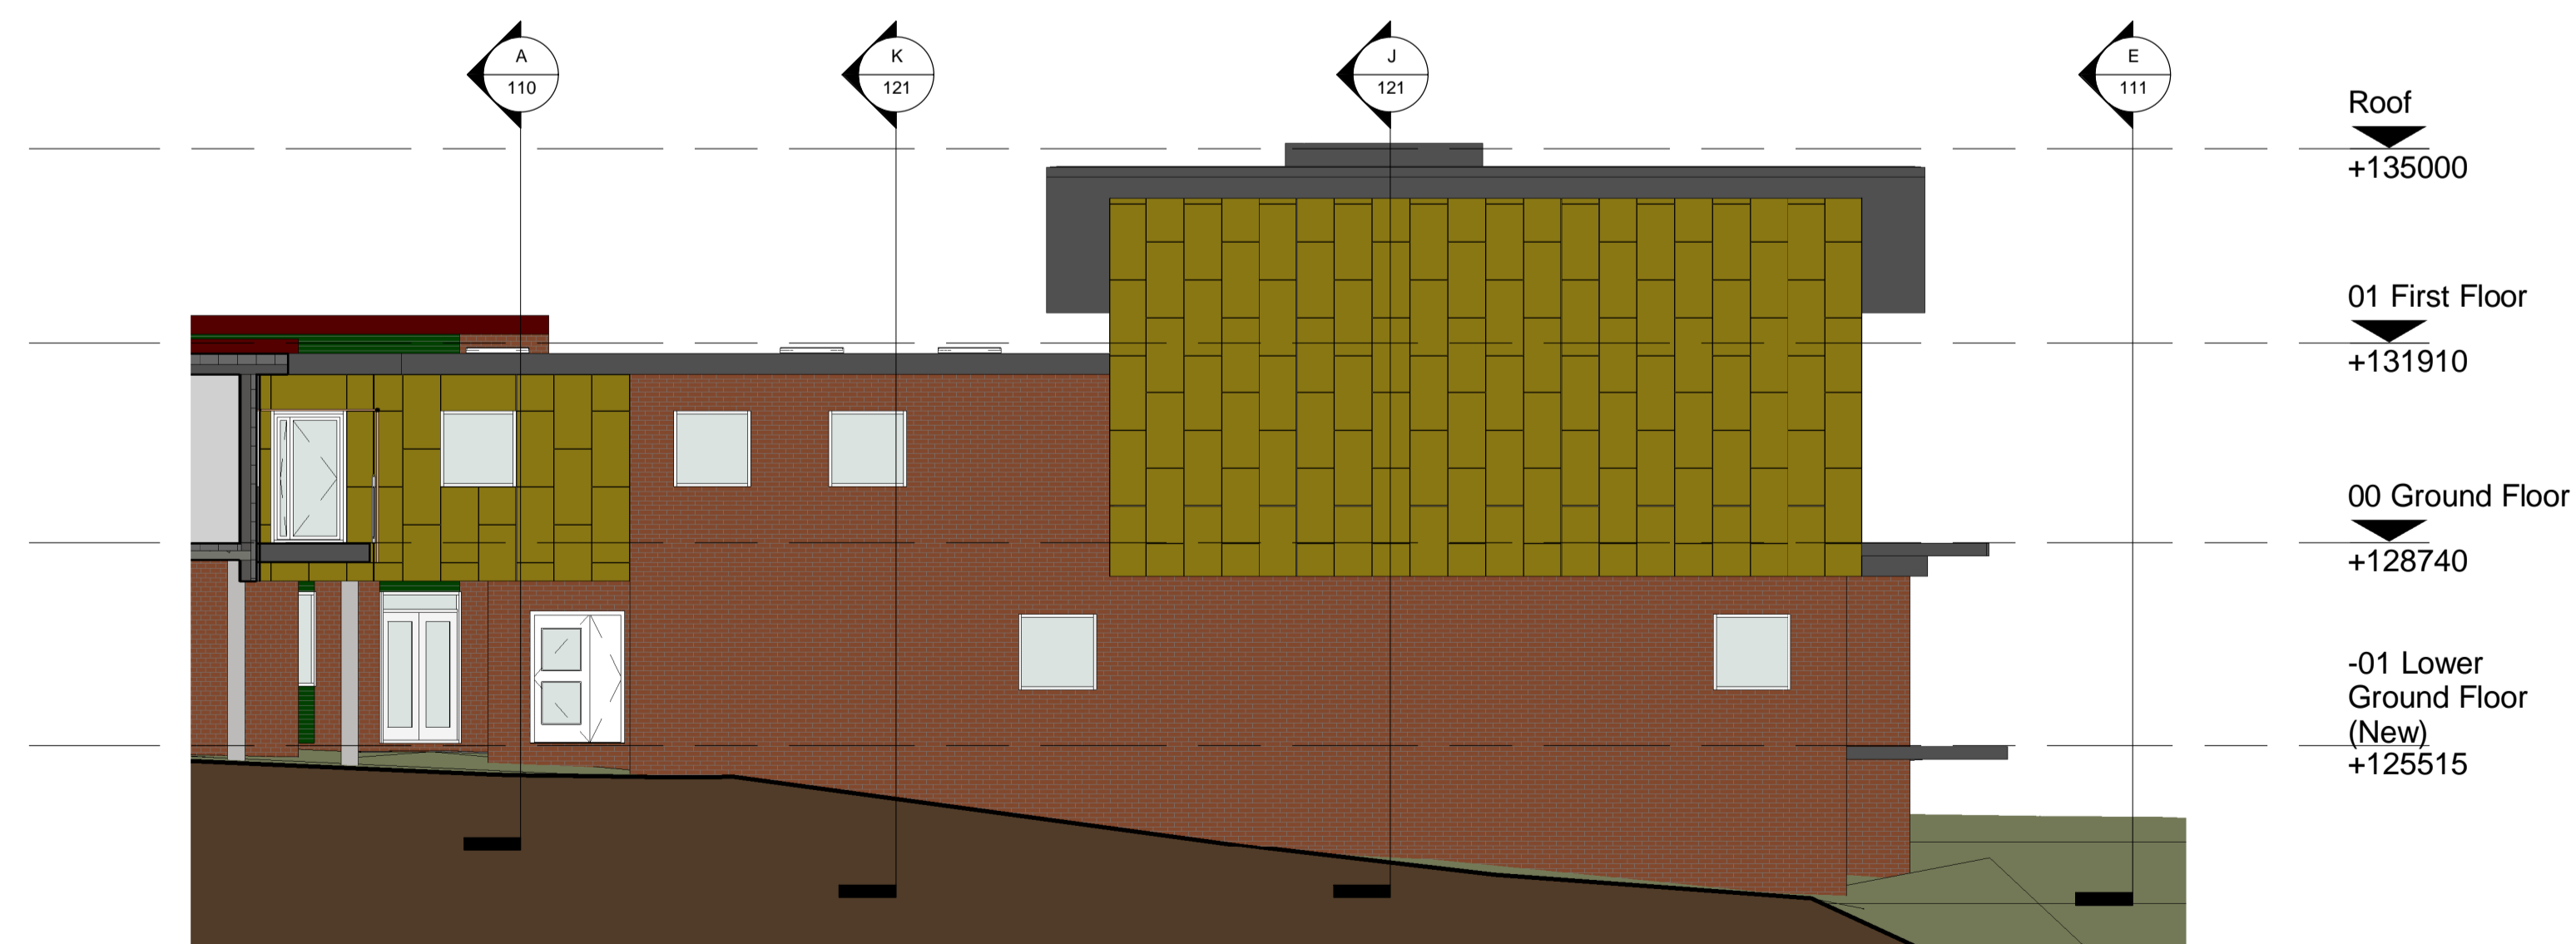 A
110
K
121
J
121
E
111
Roof
+135000
01 First Floor
+131910
00 Ground Floor
+128740
-01 Lower
Ground Floor
(New)
+125515